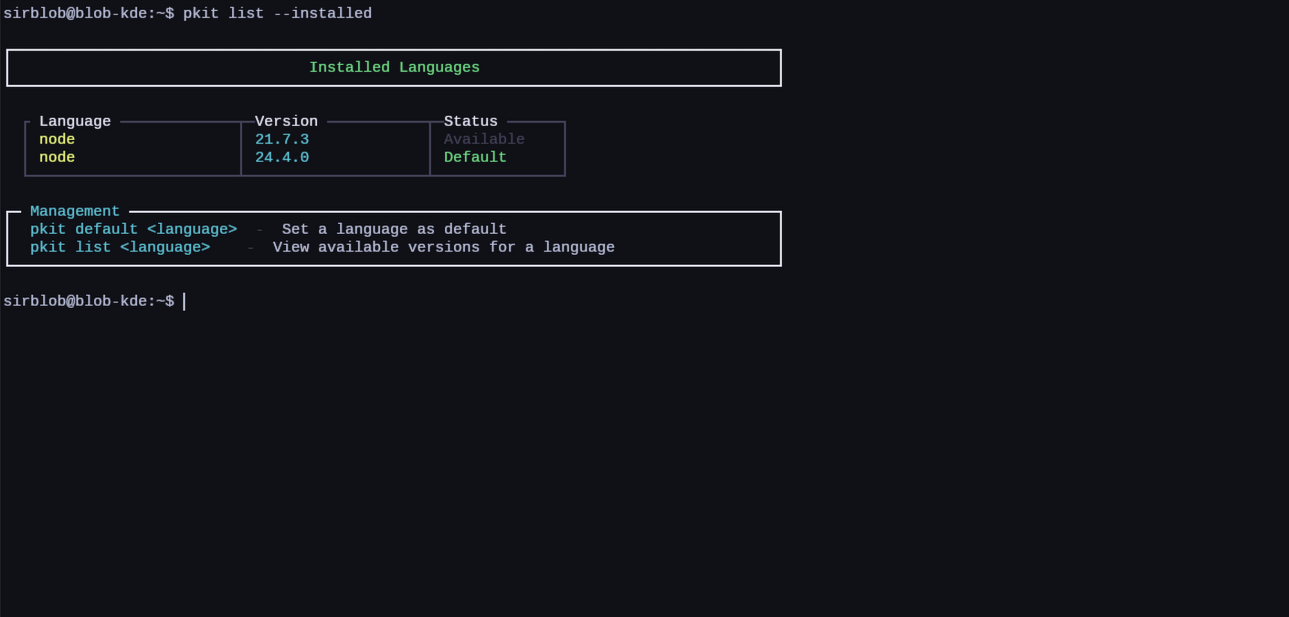 sirblob@blob-kde:~$ pkit list --installed
Installed Languages
Language Version Status
node 21.7.3 Available
node 24.4.0 Default
Management
pkit default <language> - Set a language as default
pkit list <language> - View available versions for a language
sirblob@blob-kde:~$